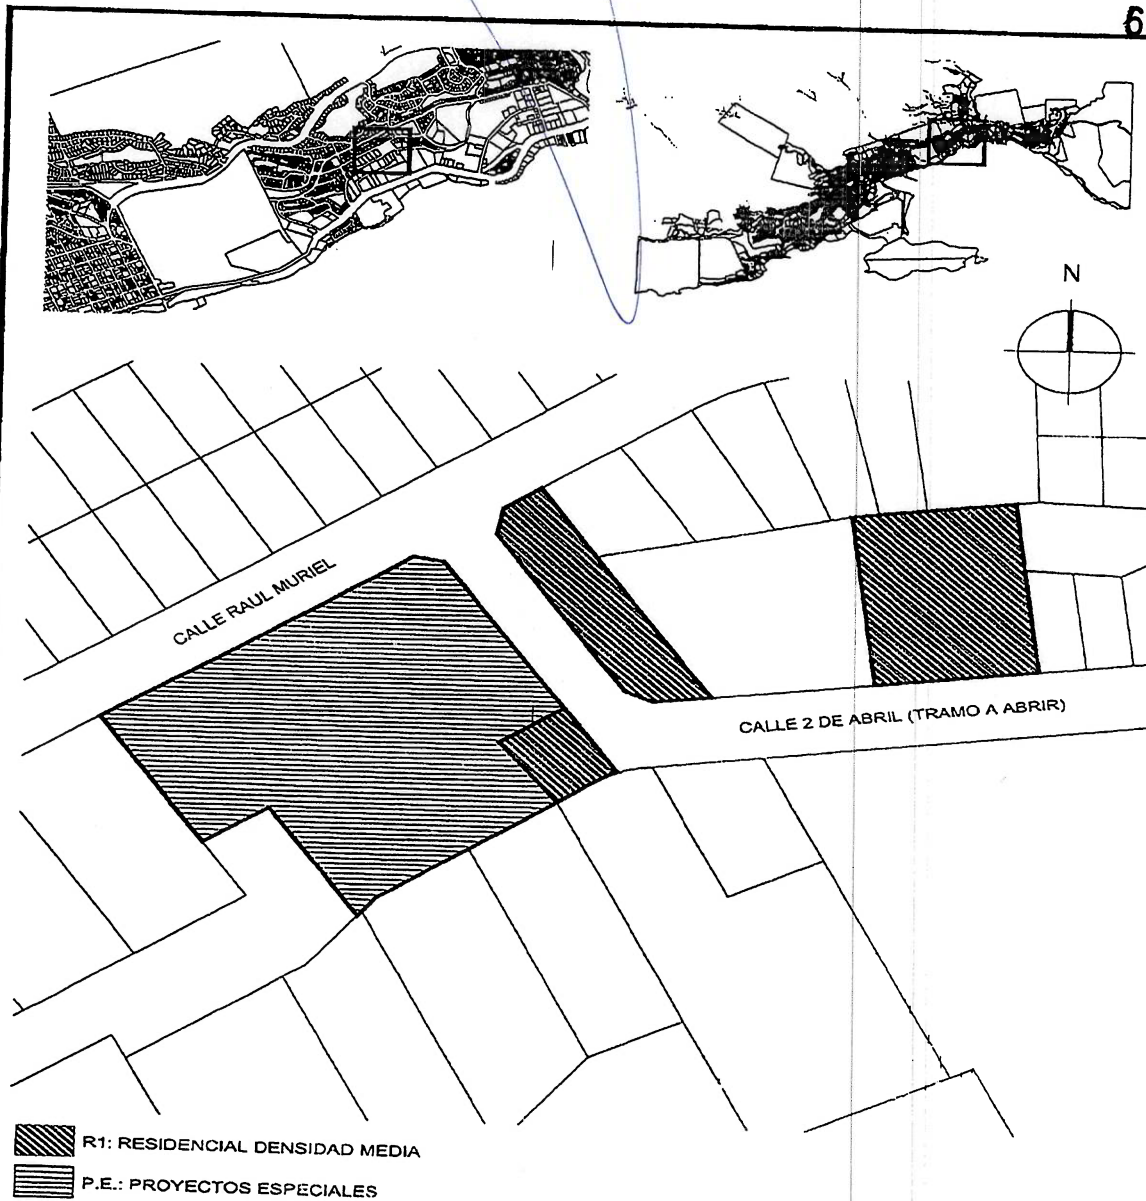 6
N
CALLE RAUL MURIEL
CALLE 2 DE ABRIL (TRAMO A ABRIR)
R1: RESIDENCIAL DENSIDAD MEDIA
P.E.: PROYECTOS ESPECIALES